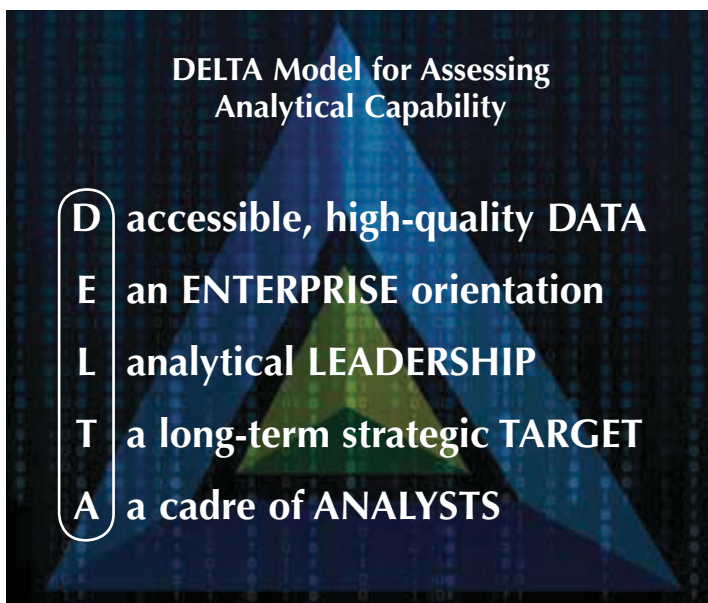 DELTA Model for Assessing
Analytical Capability
D accessible, high-quality DATA
E an ENTERPRISE orientation
L analytical LEADERSHIP
T a long-term strategic TARGET
A a cadre of ANALYSTS